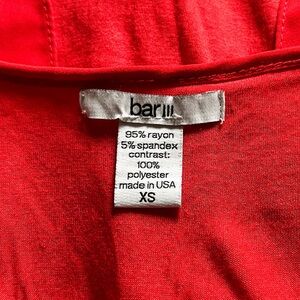 bar III
95% rayon
5% spandex
contrast:
100%
polyester
made in USA
XS